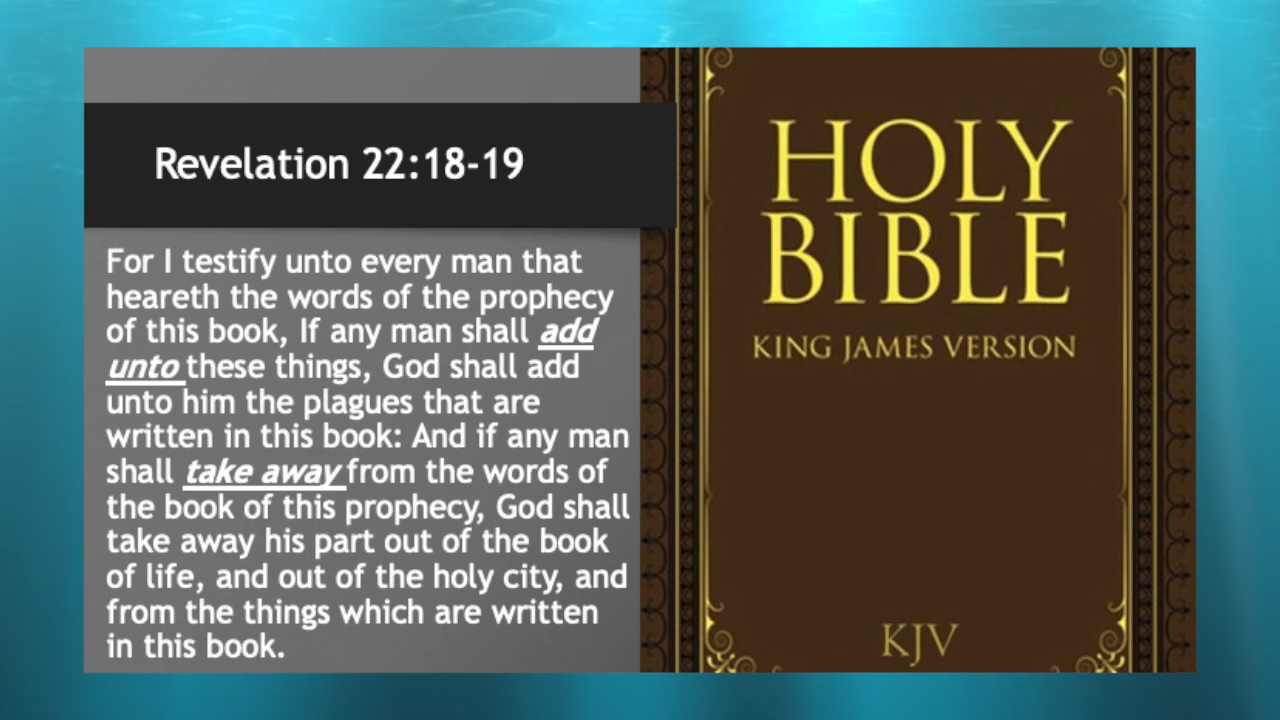 Revelation 22:18-19
For I testify unto every man that
heareth the words of the prophecy
of this book, If any man shall add
unto these things, God shall add
unto him the plagues that are
written in this book: And if any man
shall take away from the words of
the book of this prophecy, God shall
take away his part out of the book
of life, and out of the holy city, and
from the things which are written
in this book.
HOLY
BIBLE
KING JAMES VERSION
KJV